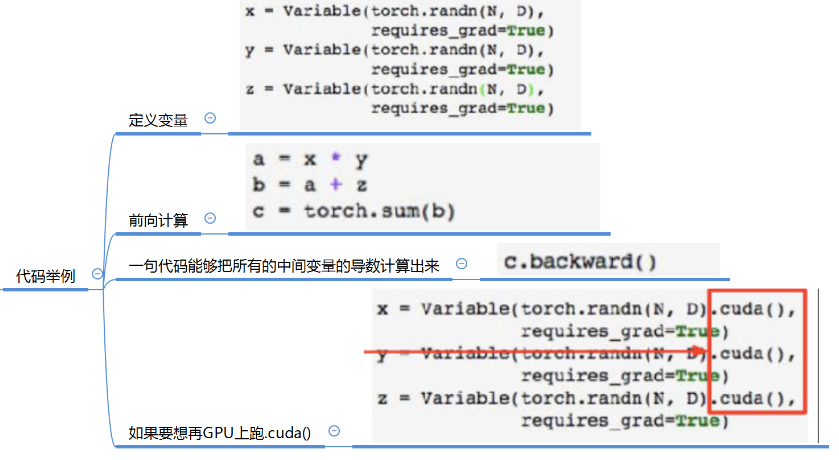 x = Variable(torch.randn(N, D),
requires_grad=True)
y = Variable(torch.randn(N, D),
requires_grad=True)
z = Variable(torch.randn(N, D),
requires_grad=True)
定义变量
a = x * y
b = a + z
c = torch.sum(b)
前向计算
代码举例
一句代码能够把所有的中间变量的导数计算出来
c.backward()
x = Variable(torch.randn(N, D).cuda(),
requires_grad=True)
y = Variable(torch.randn(N, D).cuda(),
requires_grad=True)
z = Variable(torch.randn(N, D).cuda(),
requires_grad=True)
如果要想再GPU上跑.cuda()